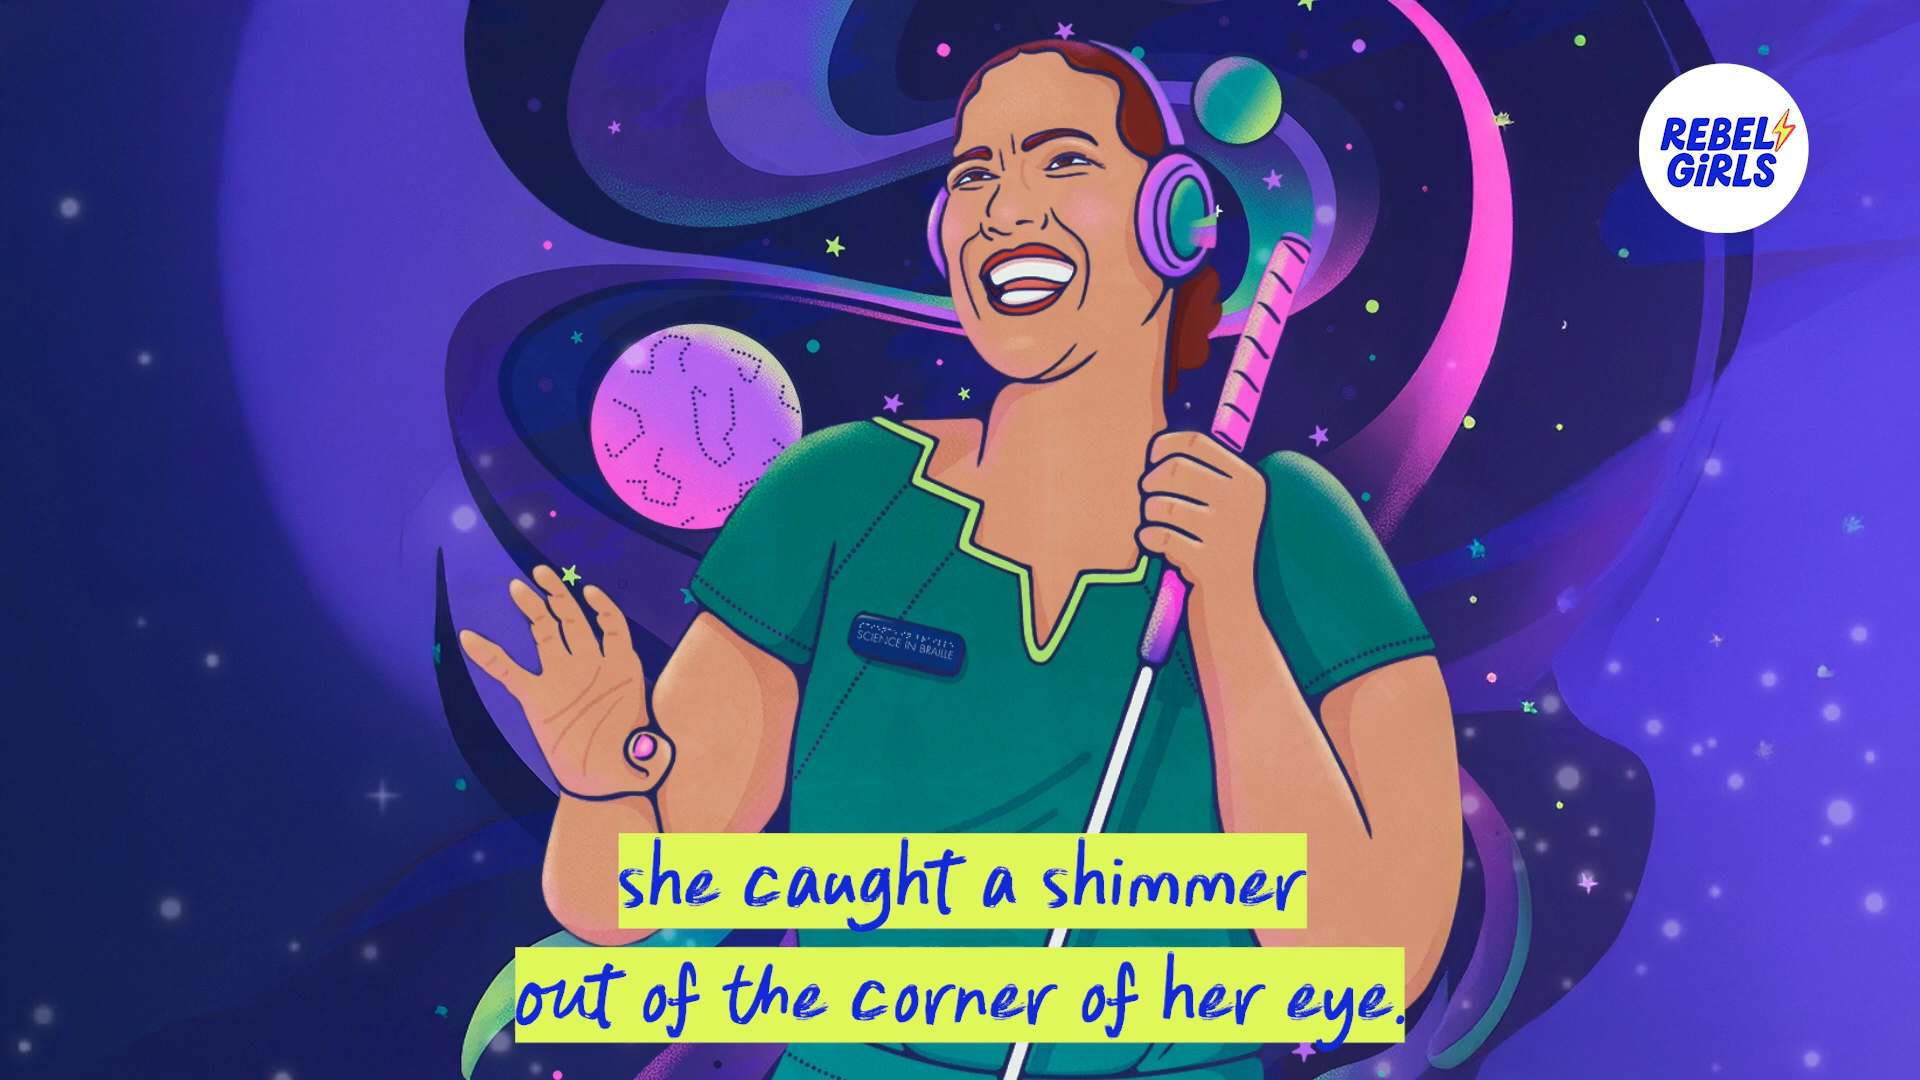 REBEL
GIRLS
SCIENCE IN BRAILLE
she caught a shimmer
out of the corner of her eye.